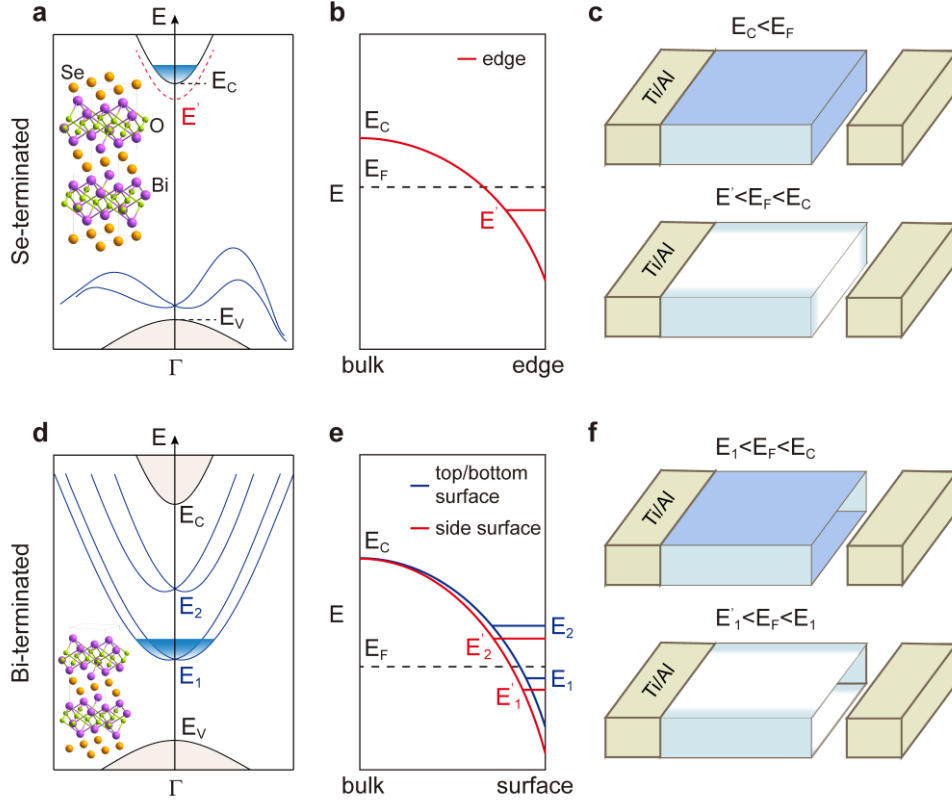 a
E
Se
O
Bi
E_C
E'
E_V
Γ
Se-terminated
b
edge
E_C
E_F
E
E'
bulk
edge
c
E_C<E_F
Ti/Al
E'<E_F<E_C
Ti/Al
d
E
E_C
E_2
E_1
E_V
Γ
Bi-terminated
e
top/bottom
surface
side surface
E_C
E
E_F
E_2
E'_2
E_1
E'_1
bulk
surface
f
E_1<E_F<E_C
Ti/Al
E'_1<E_F<E_1
Ti/Al